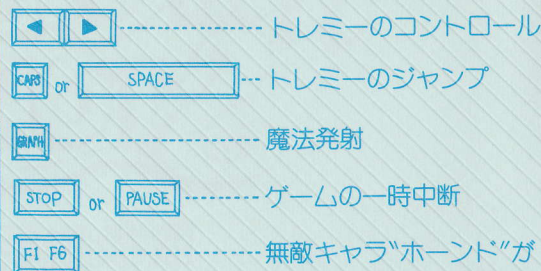 ◀ ▶ ------ トレミーのコントロール
CAPS or SPACE --- トレミーのジャンプ
GRAPH ------ 魔法発射
STOP or PAUSE ------ ゲームの一時中断
F1 F6 ------ 無敵キャラ"ホーンド"が